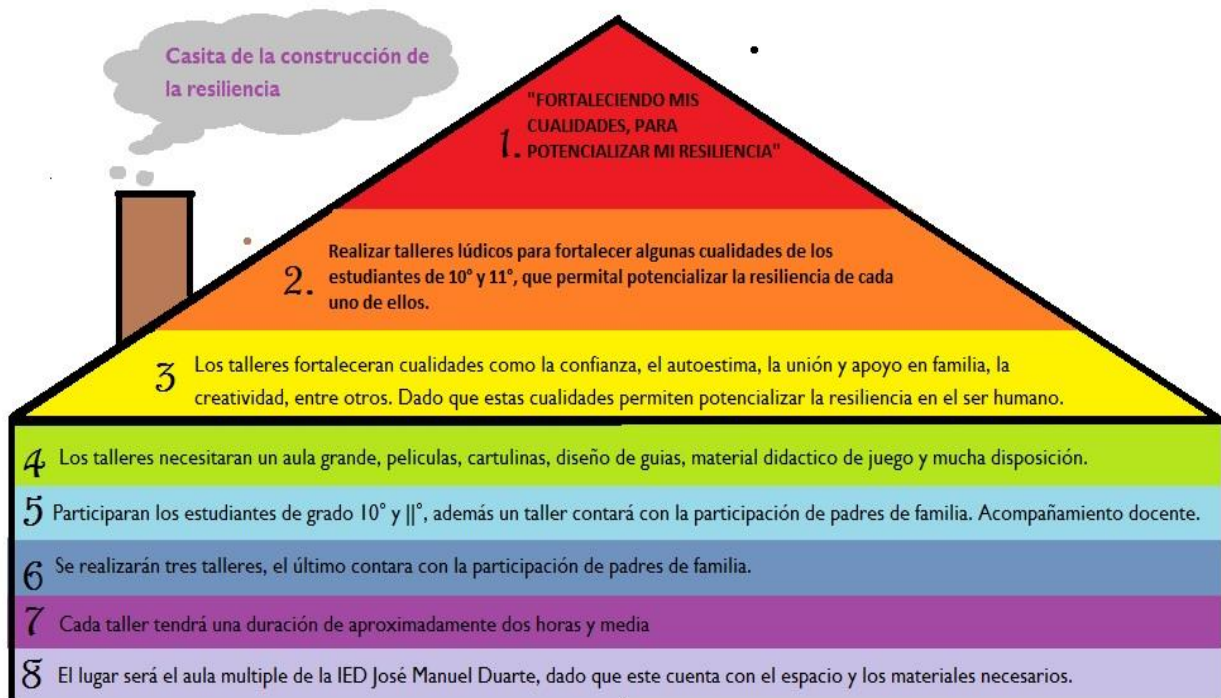 Casita de la construcción de
la resiliencia
"FORTALECIENDO MIS
CUALIDADES, PARA
1. POTENCIALIZAR MI RESILIENCIA"
Realizar talleres lúdicos para fortalecer algunas cualidades de los
2. estudiantes de 10° y 11°, que permital potencializar la resiliencia de cada
uno de ellos.
3 Los talleres fortaleceran cualidades como la confianza, el autoestima, la unión y apoyo en familia, la
creatividad, entre otros. Dado que estas cualidades permiten potencializar la resiliencia en el ser humano.
4 Los talleres necesitaran un aula grande, peliculas, cartulinas, diseño de guias, material didactico de juego y mucha disposición.
5 Participaran los estudiantes de grado 10° y ||°, además un taller contará con la participación de padres de familia. Acompañamiento docente.
6 Se realizarán tres talleres, el último contara con la participación de padres de familia.
7 Cada taller tendrá una duración de aproximadamente dos horas y media
8 El lugar será el aula multiple de la IED José Manuel Duarte, dado que este cuenta con el espacio y los materiales necesarios.